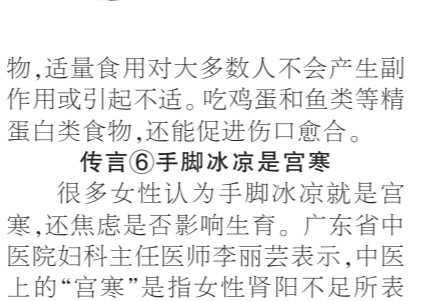 物,适量食用对大多数人不会产生副
作用或引起不适。吃鸡蛋和鱼类等精
蛋白类食物,还能促进伤口愈合。
传言⑥手脚冰凉是宫寒
很多女性认为手脚冰凉就是宫
寒,还焦虑是否影响生育。广东省中
医院妇科主任医师李丽芸表示,中医
上的“宫寒”是指女性肾阳不足所表